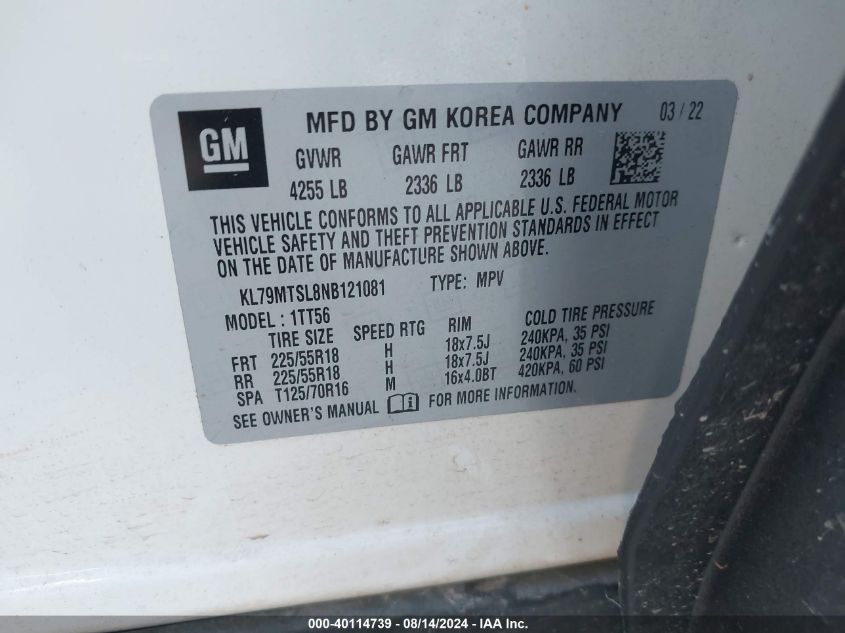 GM
MFD BY GM KOREA COMPANY 03 / 22
GVWR GAWR FRT GAWR RR
4255 LB 2336 LB 2336 LB
THIS VEHICLE CONFORMS TO ALL APPLICABLE U.S. FEDERAL MOTOR
VEHICLE SAFETY AND THEFT PREVENTION STANDARDS IN EFFECT
ON THE DATE OF MANUFACTURE SHOWN ABOVE.
KL79MTSL8NB121081 TYPE: MPV
MODEL : 1TT56
TIRE SIZE SPEED RTG RIM COLD TIRE PRESSURE
FRT 225/55R18 H 18x7.5J 240KPA, 35 PSI
RR 225/55R18 H 18x7.5J 240KPA, 35 PSI
SPA T125/70R16 M 16x4.0BT 420KPA, 60 PSI
SEE OWNER'S MANUAL i FOR MORE INFORMATION.
000-40114739 - 08/14/2024 - IAA Inc.